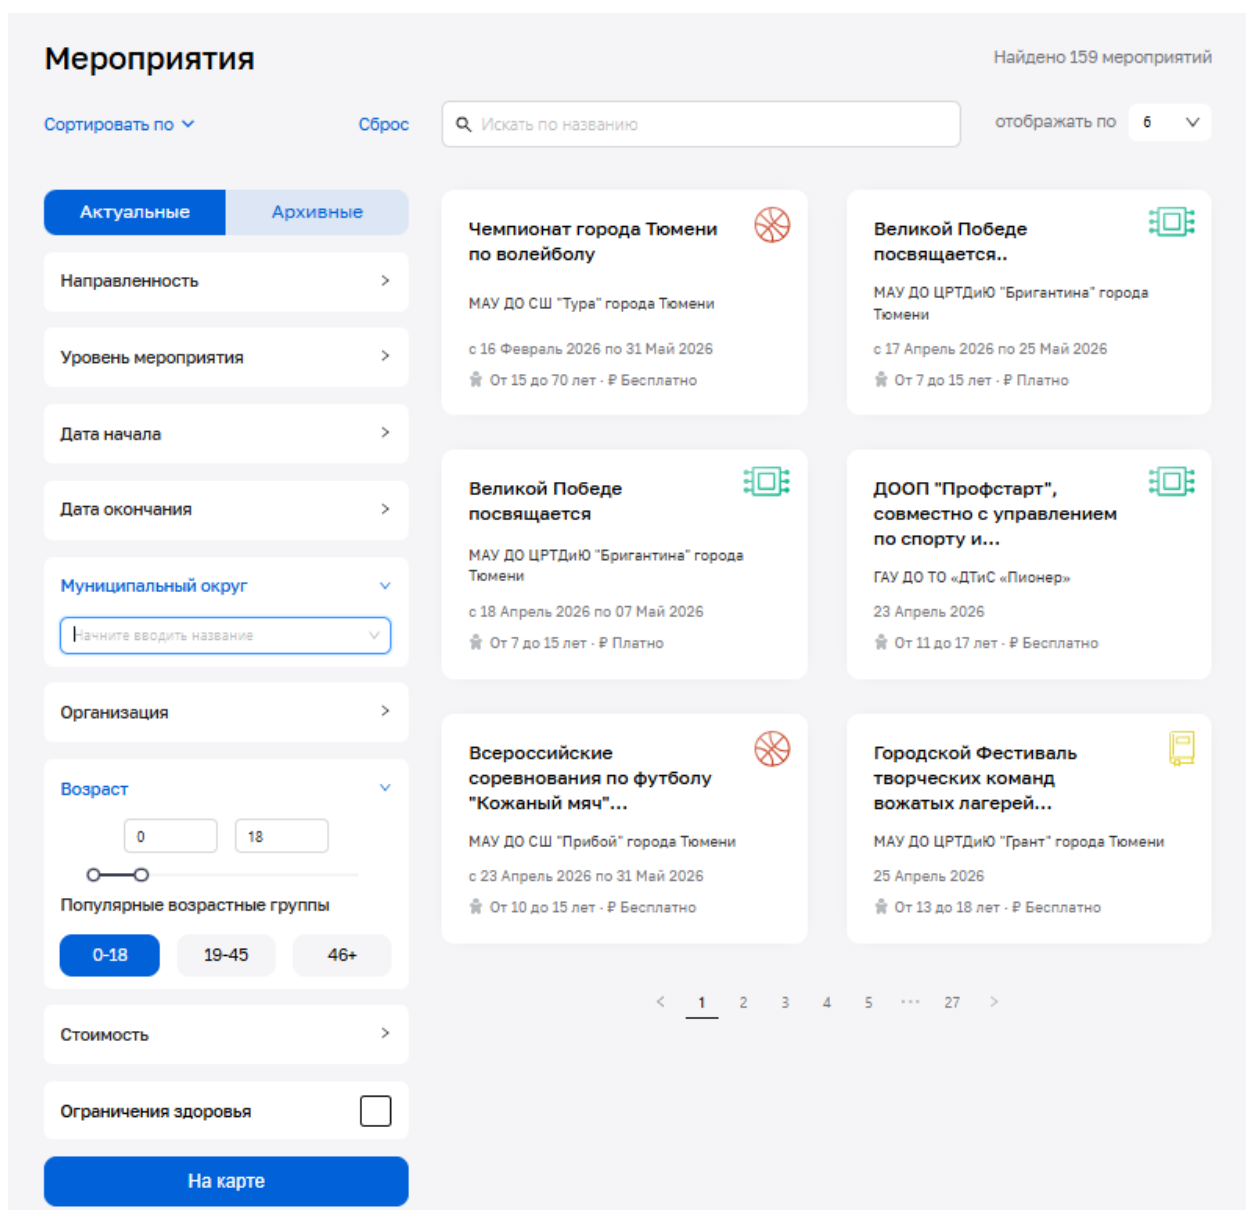 Мероприятия
Найдено 159 мероприятий
Сортировать по
Сброс
Искать по названию
отображать по 6
Актуальные
Архивные
Направленность
Уровень мероприятия
Дата начала
Дата окончания
Муниципальный округ
Начните вводить название
Организация
Возраст
0
18
Популярные возрастные группы
0-18
19-45
46+
Стоимость
Ограничения здоровья
На карте
Чемпионат города Тюмени
по волейболу
МАУ ДО СШ "Тура" города Тюмени
с 16 Февраль 2026 по 31 Май 2026
От 15 до 70 лет · ₽ Бесплатно
Великой Победе
посвящается..
МАУ ДО ЦРТДиЮ "Бригантина" города
Тюмени
с 17 Апрель 2026 по 25 Май 2026
От 7 до 15 лет · ₽ Платно
Великой Победе
посвящается
МАУ ДО ЦРТДиЮ "Бригантина" города
Тюмени
с 18 Апрель 2026 по 07 Май 2026
От 7 до 15 лет · ₽ Платно
ДООП "Профстарт",
совместно с управлением
по спорту и...
ГАУ ДО ТО «ДТиС «Пионер»
23 Апрель 2026
От 11 до 17 лет · ₽ Бесплатно
Всероссийские
соревнования по футболу
"Кожаный мяч"...
МАУ ДО СШ "Прибой" города Тюмени
с 23 Апрель 2026 по 31 Май 2026
От 10 до 15 лет · ₽ Бесплатно
Городской Фестиваль
творческих команд
вожатых лагерей...
МАУ ДО ЦРТДиЮ "Грант" города Тюмени
25 Апрель 2026
От 13 до 18 лет · ₽ Бесплатно
< 1 2 3 4 5 ··· 27 >